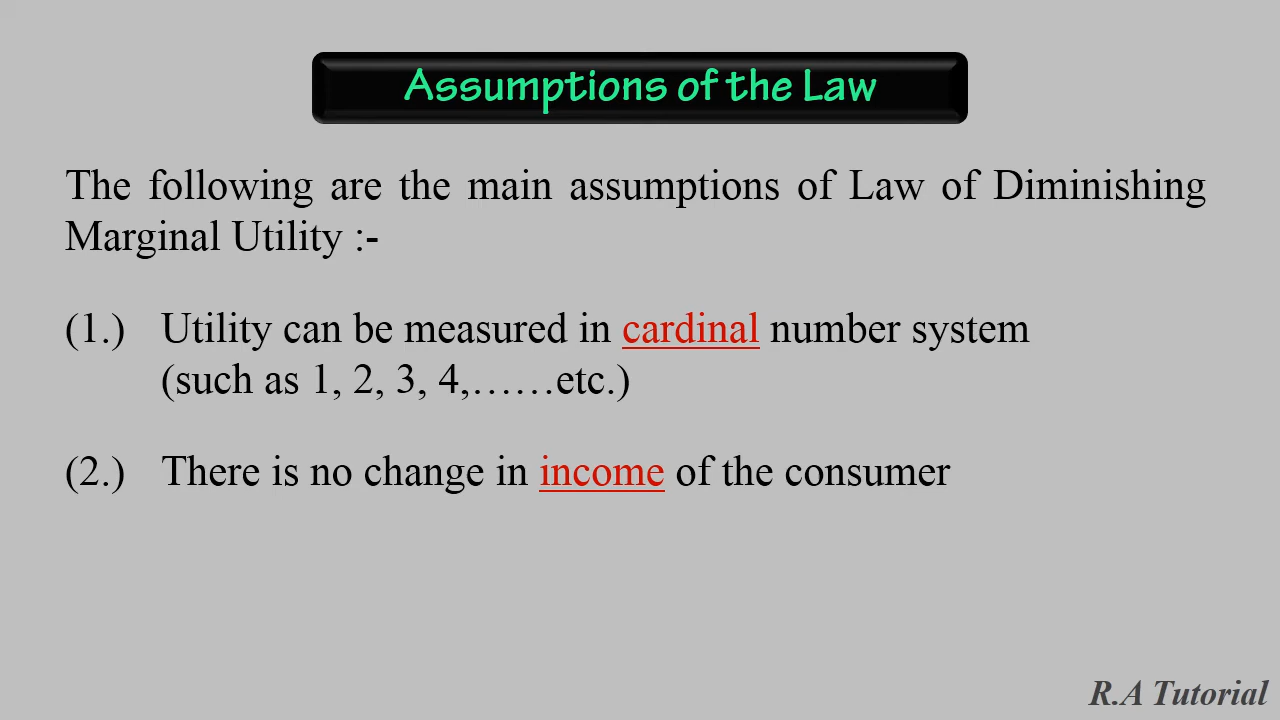 Assumptions of the Law
The following are the main assumptions of Law of Diminishing
Marginal Utility :-
(1.) Utility can be measured in cardinal number system
(such as 1, 2, 3, 4,……etc.)
(2.) There is no change in income of the consumer
R.A Tutorial